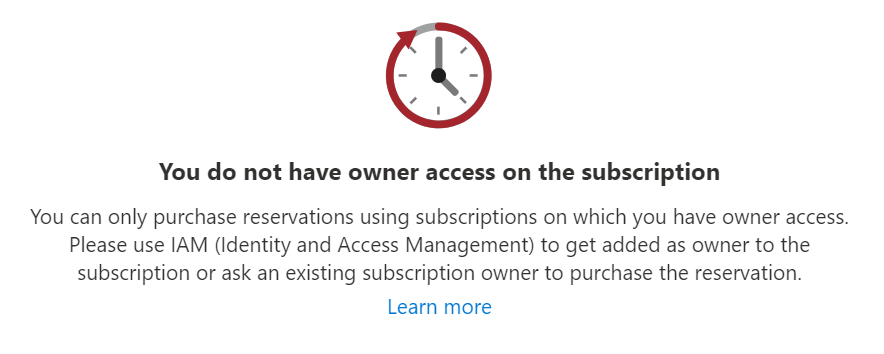 You do not have owner access on the subscription
You can only purchase reservations using subscriptions on which you have owner access.
Please use IAM (Identity and Access Management) to get added as owner to the
subscription or ask an existing subscription owner to purchase the reservation.
Learn more